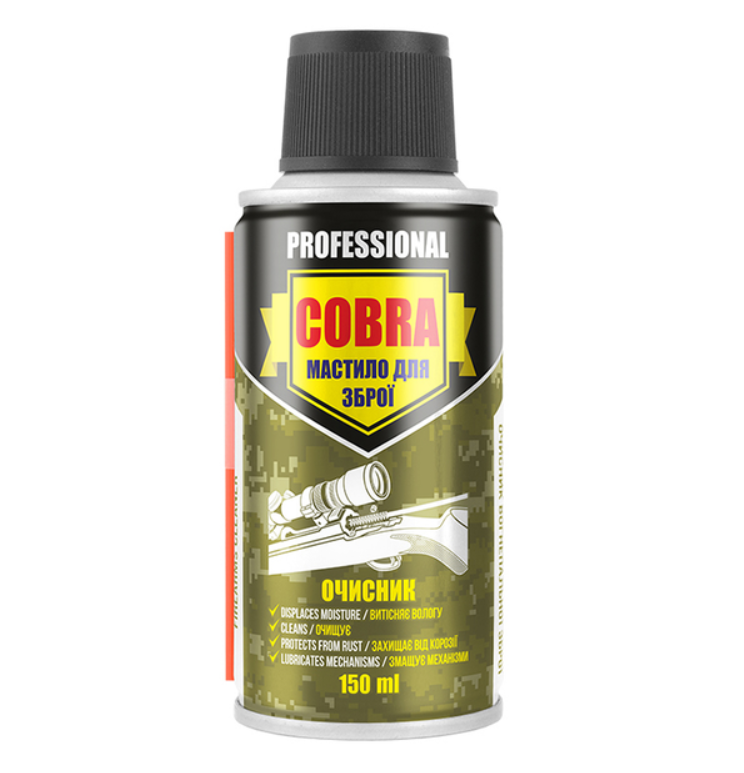 PROFESSIONAL
COBRA
МАСТИЛО ДЛЯ
ЗБРОЇ
ОЧИСНИК
DISPLACES MOISTURE / ВИТІСНЯЄ ВОЛОГУ
CLEANS / ОЧИЩУЄ
PROTECTS FROM RUST / ЗАХИЩАЄ ВІД КОРОЗІЇ
LUBRICATES MECHANISMS / ЗМАЩУЄ МЕХАНІЗМИ
150 ml